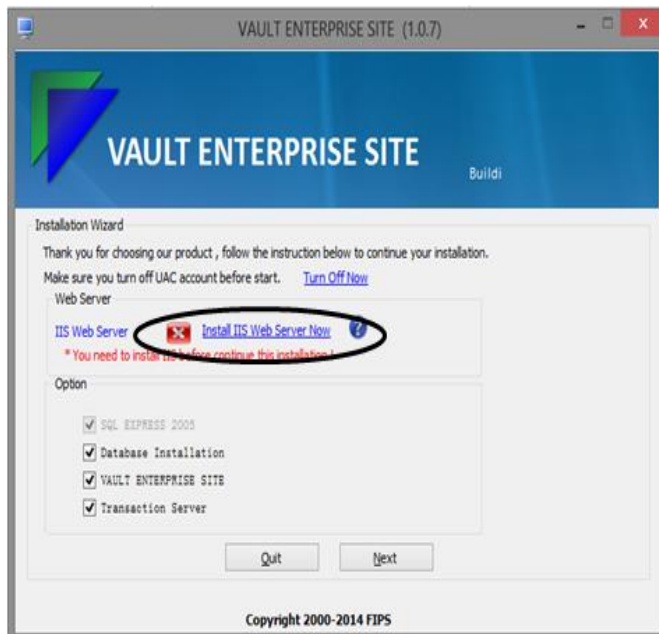 VAULT ENTERPRISE SITE (1.0.7)
VAULT ENTERPRISE SITE
Buildi
Installation Wizard
Thank you for choosing our product , follow the instruction below to continue your installation.
Make sure you turn off UAC account before start. Turn Off Now
Web Server
IIS Web Server Install IIS Web Server Now
* You need to install IIS before continue this installation !
Option
SQL EXPRESS 2005
Database Installation
VAULT ENTERPRISE SITE
Transaction Server
Quit Next
Copyright 2000-2014 FIPS